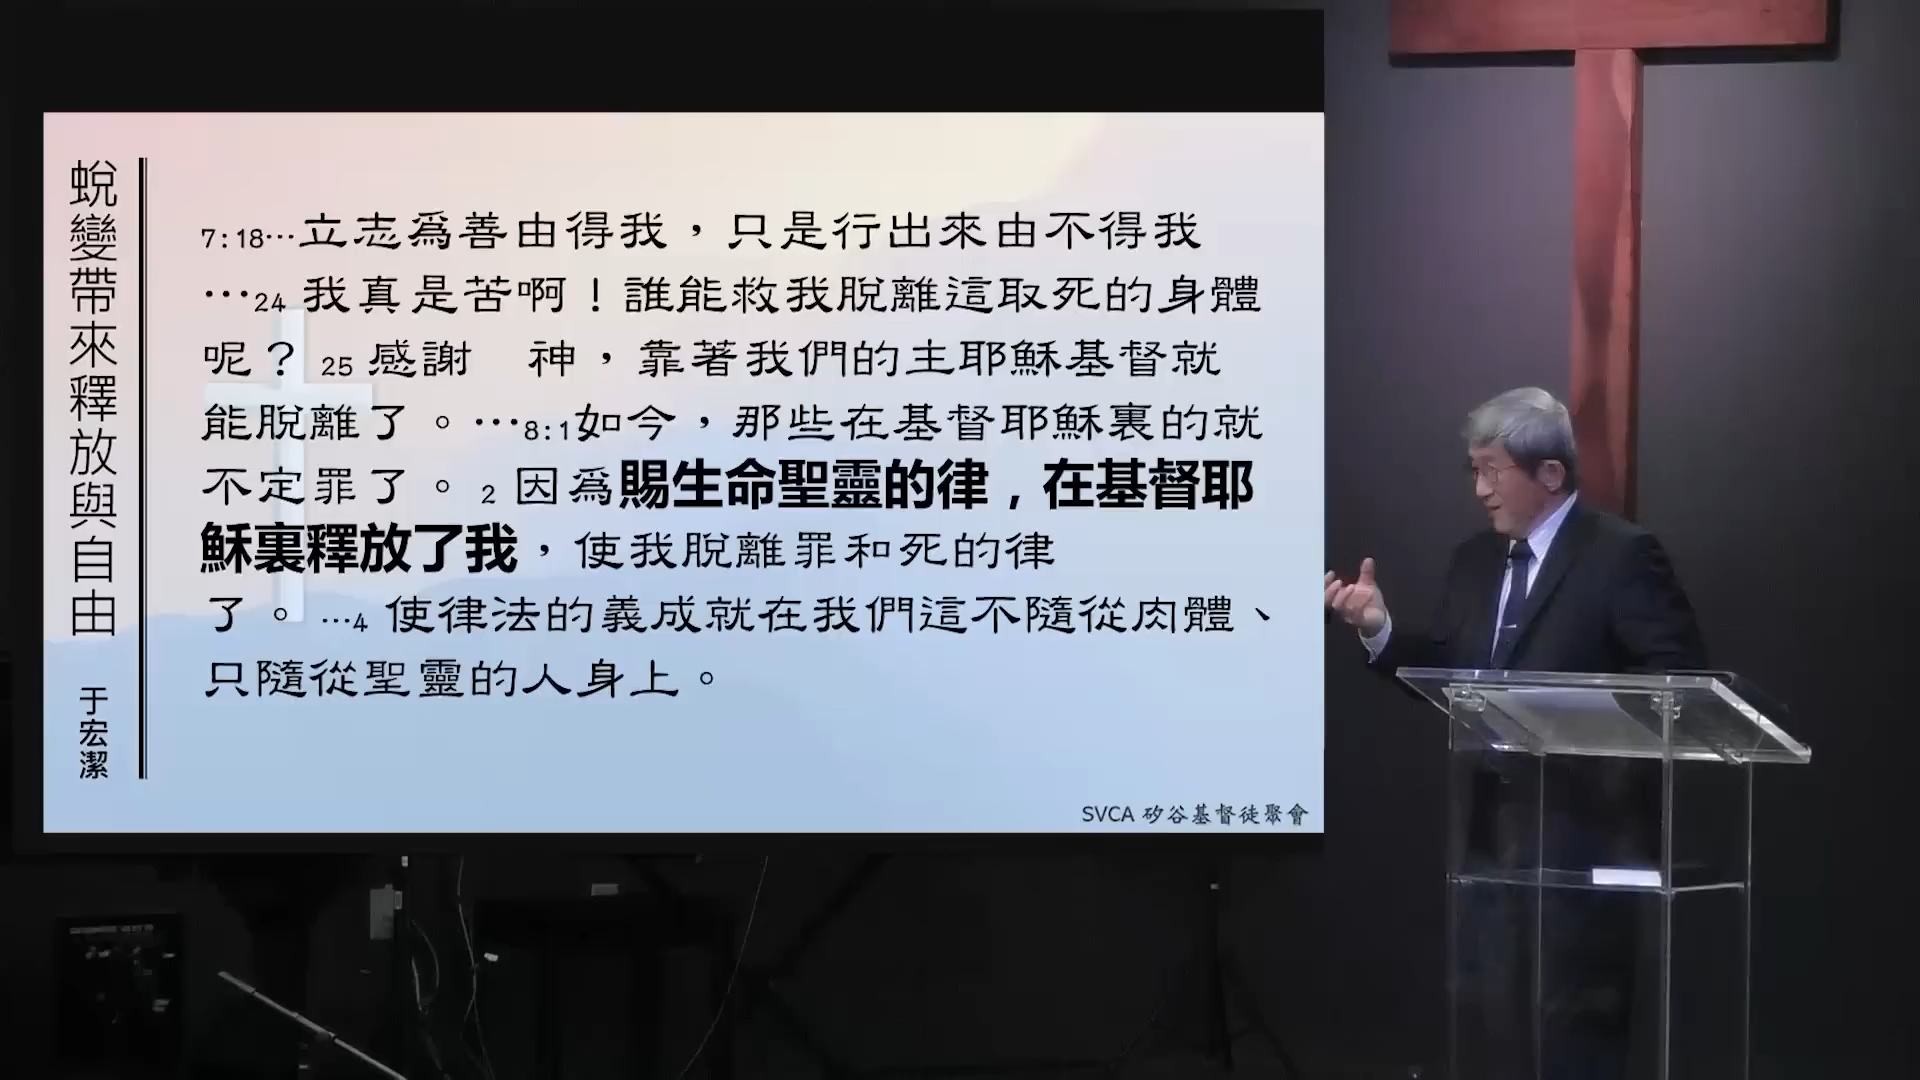 蛻變帶來釋放與自由
于宏潔
7:18…立志爲善由得我，只是行出來由不得我
…24 我真是苦啊！誰能救我脫離這取死的身體
呢？ 25 感謝　神，靠著我們的主耶穌基督就
能脫離了。…8:1如今，那些在基督耶穌裏的就
不定罪了。 2 因爲賜生命聖靈的律，在基督耶
穌裏釋放了我，使我脫離罪和死的律
了。 …4 使律法的義成就在我們這不隨從肉體、
只隨從聖靈的人身上。
SVCA 矽谷基督徒聚會